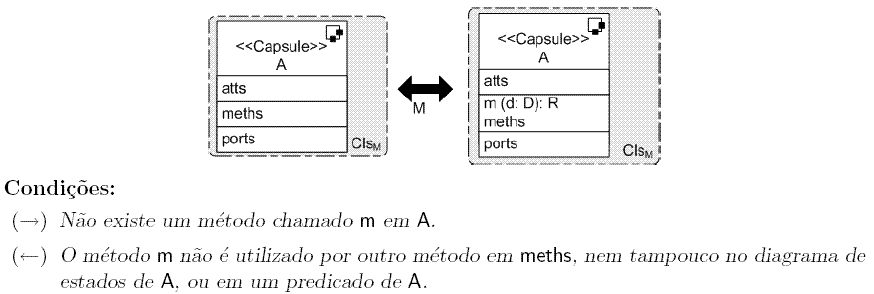 <<Capsule>>
A
atts
meths
ports
Cls_M
M
<<Capsule>>
A
atts
m (d: D): R
meths
ports
Cls_M
Condições:
(→) Não existe um método chamado m em A.
(←) O método m não é utilizado por outro método em meths, nem tampouco no diagrama de
estados de A, ou em um predicado de A.